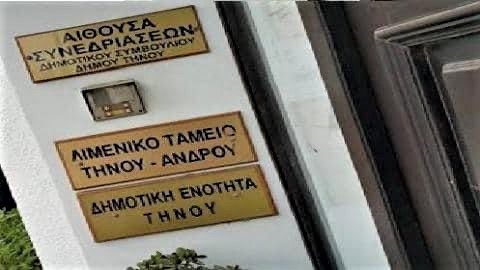 ΑΙΘΟΥΣΑ
«ΣΥΝΕΔΡΙΑΣΕΩΝ»
ΔΗΜΟΤΙΚΟΥ ΣΥΜΒΟΥΛΙΟΥ
ΔΗΜΟΥ ΤΗΝΟΥ
ΛΙΜΕΝΙΚΟ ΤΑΜΕΙΟ
ΤΗΝΟΥ - ΑΝΔΡΟΥ
ΔΗΜΟΤΙΚΗ ΕΝΟΤΗΤΑ
ΤΗΝΟΥ